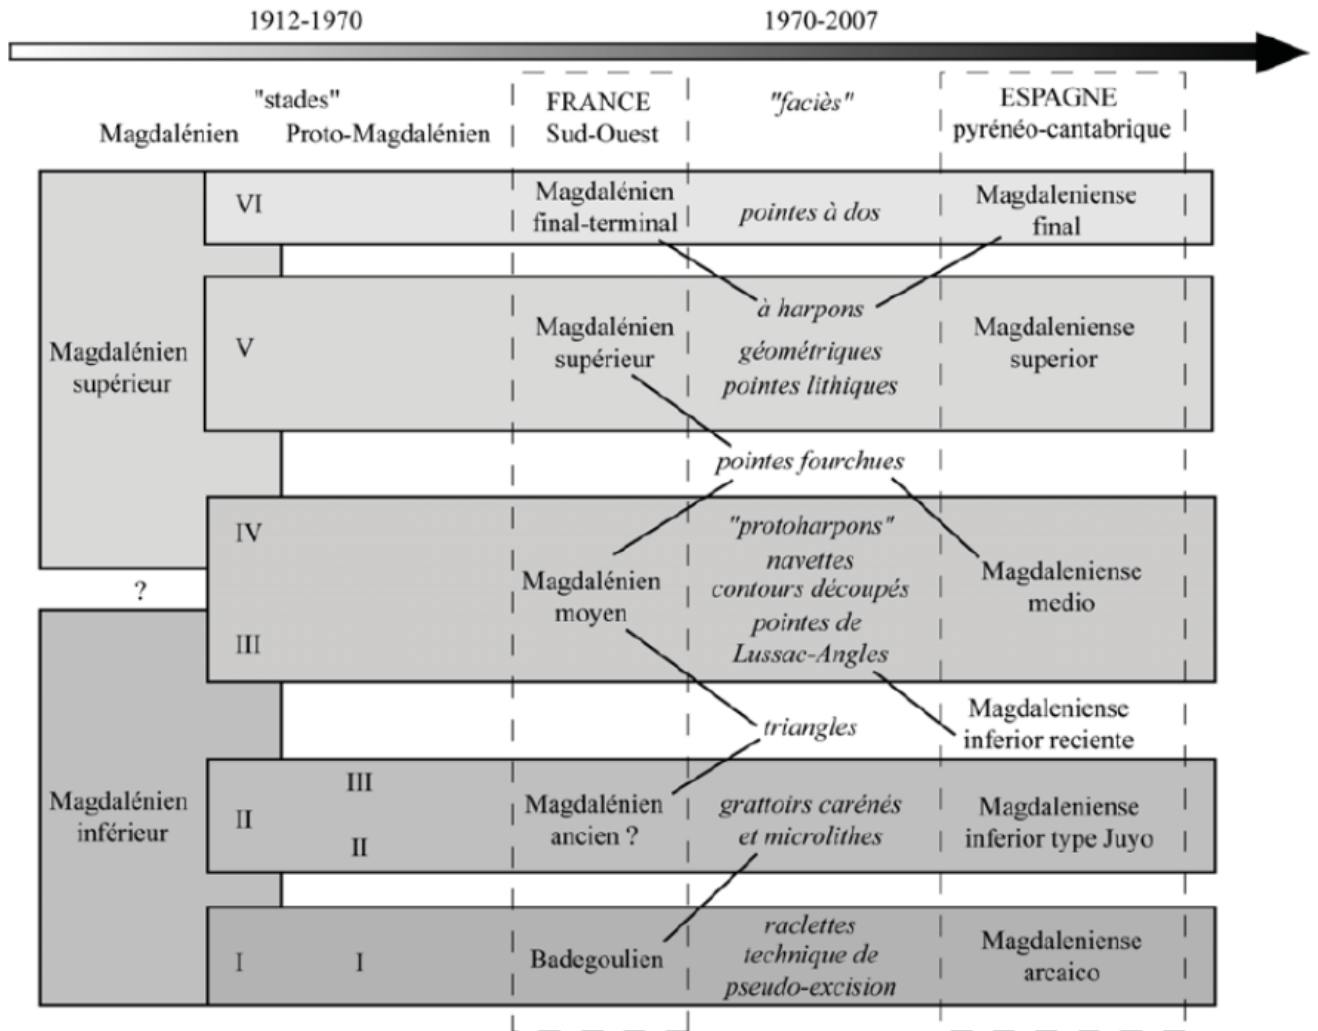 1912-1970
1970-2007
"stades"
Magdalénien
Proto-Magdalénien
FRANCE
Sud-Ouest
"faciès"
ESPAGNE
pyrénéo-cantabrique
Magdalénien
supérieur
?
Magdalénien
inférieur
VI
Magdalénien
final-terminal
pointes à dos
Magdaleniense
final
à harpons
V
Magdalénien
supérieur
géométriques
pointes lithiques
Magdaleniense
superior
pointes fourchues
IV
III
Magdalénien
moyen
"protoharpons"
navettes
contours découpés
pointes de
Lussac-Angles
Magdaleniense
medio
triangles
Magdaleniense
inferior reciente
II
III
II
Magdalénien
ancien ?
grattoirs carénés
et microlithes
Magdaleniense
inferior type Juyo
I
I
Badegoulien
raclettes
technique de
pseudo-excision
Magdaleniense
arcaico